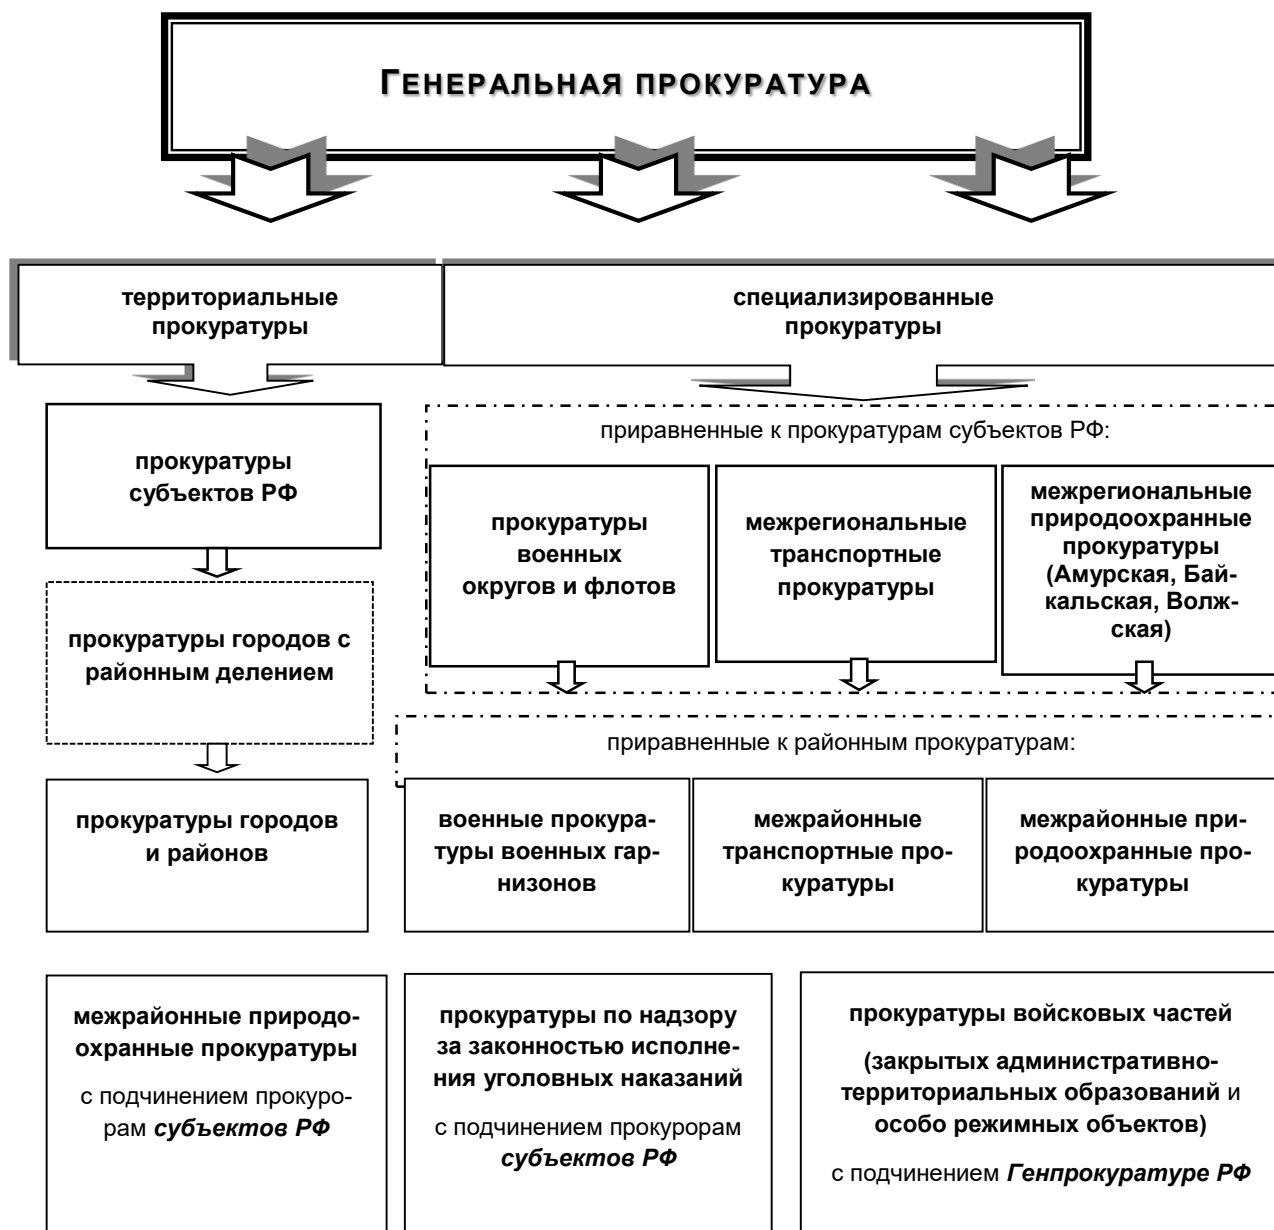 ГЕНЕРАЛЬНАЯ ПРОКУРАТУРА
территориальные
прокуратуры
специализированные
прокуратуры
прокуратуры
субъектов РФ
приравненные к прокуратурам субъектов РФ:
прокуратуры
военных
округов и флотов
межрегиональные
транспортные
прокуратуры
межрегиональные
природоохранные
прокуратуры
(Амурская, Бай-
кальская, Волж-
ская)
прокуратуры городов с
районным делением
приравненные к районным прокуратурам:
прокуратуры городов
и районов
военные прокура-
туры военных гар-
низонов
межрайонные
транспортные про-
куратуры
межрайонные при-
родоохранные про-
куратуры
межрайонные природо-
охранные прокуратуры
с подчинением прокуро-
рам субъектов РФ
прокуратуры по надзору
за законностью исполне-
ния уголовных наказаний
с подчинением прокурорам
субъектов РФ
прокуратуры войсковых частей
(закрытых административно-
территориальных образований и
особо режимных объектов)
с подчинением Генпрокуратуре РФ